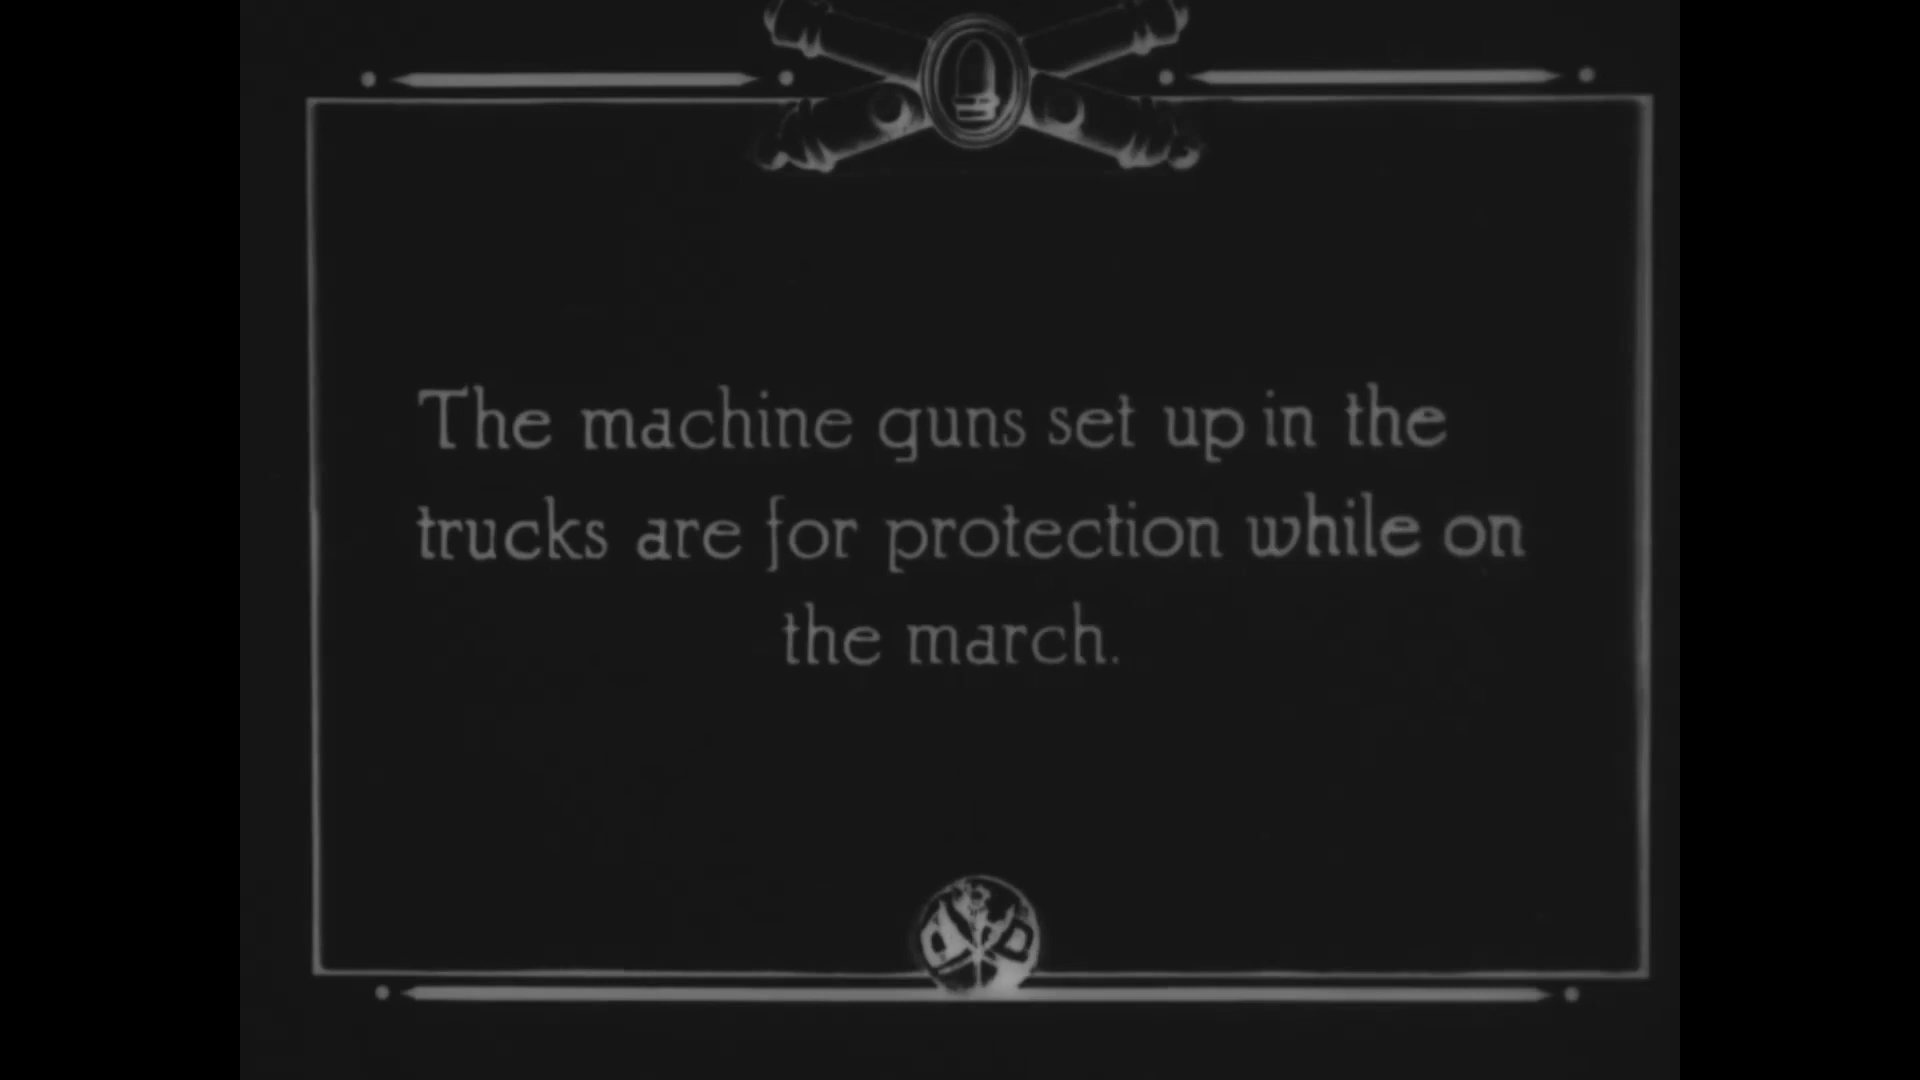 The machine guns set up in the
trucks are for protection while on
the march.